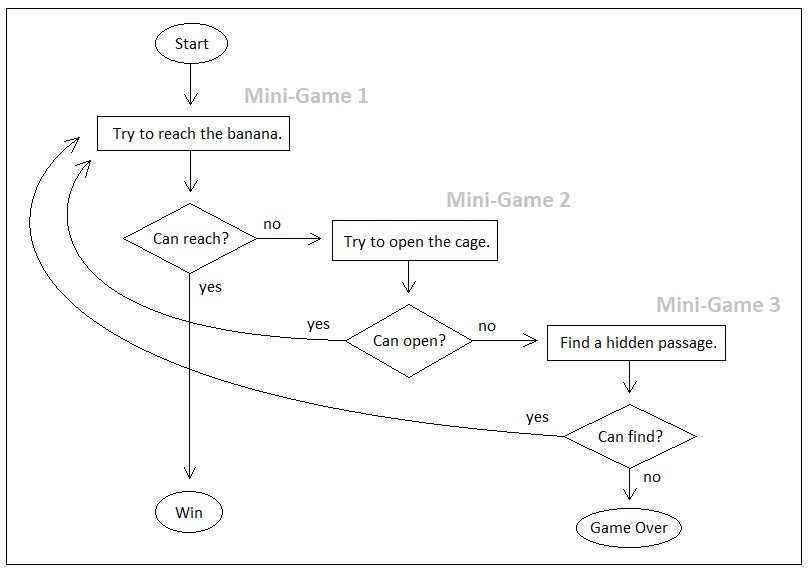 Start
Mini-Game 1
Try to reach the banana.
Mini-Game 2
Can reach?
no
Try to open the cage.
yes
Mini-Game 3
yes
Can open?
no
Find a hidden passage.
yes
Can find?
no
Win
Game Over